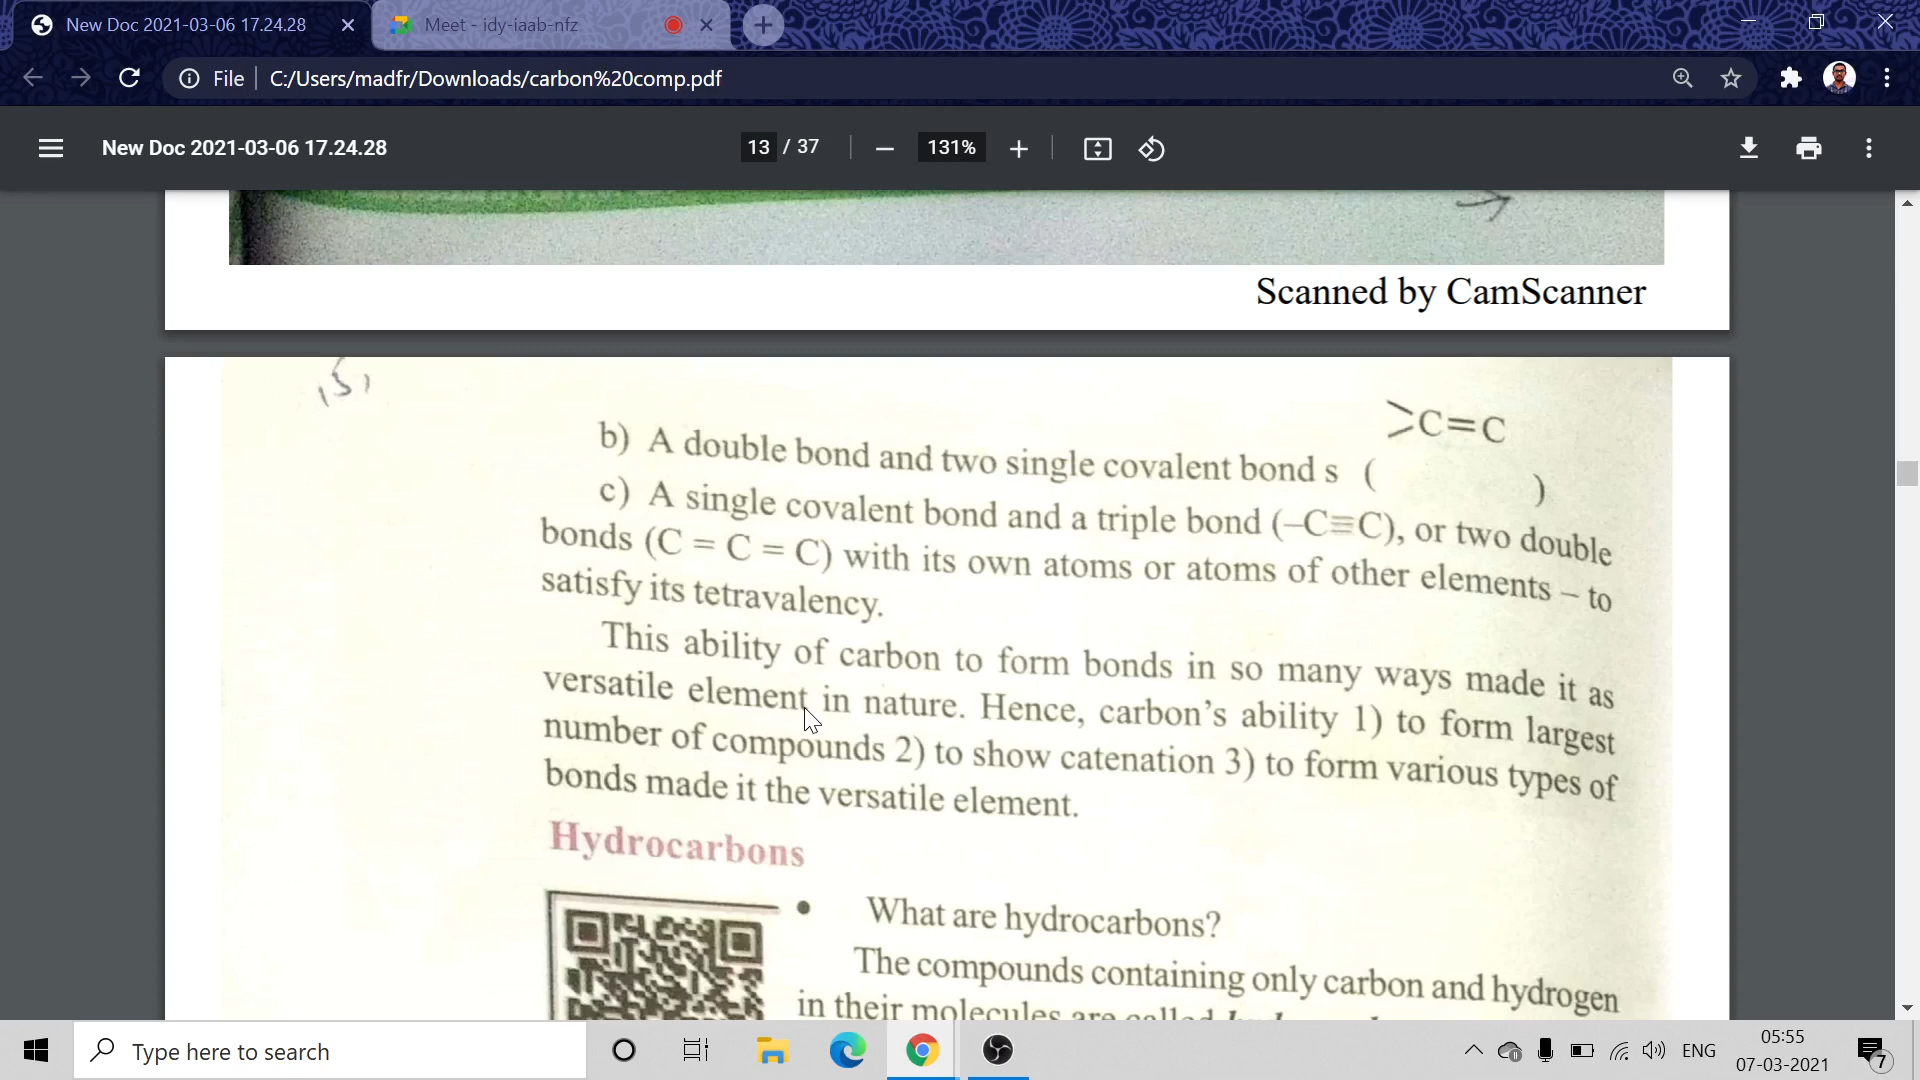 New Doc 2021-03-06 17.24.28
Meet - idy-iaab-nfz
File
C:/Users/madfr/Downloads/carbon%20comp.pdf
New Doc 2021-03-06 17.24.28
13 / 37
131%
Scanned by CamScanner
>C=C
b) A double bond and two single covalent bond s ( )
c) A single covalent bond and a triple bond (–C≡C), or two double
bonds (C = C = C) with its own atoms or atoms of other elements – to
satisfy its tetravalency.
This ability of carbon to form bonds in so many ways made it as
versatile element in nature. Hence, carbon's ability 1) to form largest
number of compounds 2) to show catenation 3) to form various types of
bonds made it the versatile element.
Hydrocarbons
• What are hydrocarbons?
The compounds containing only carbon and hydrogen
in their molecules are called
Type here to search
ENG
05:55
07-03-2021
7